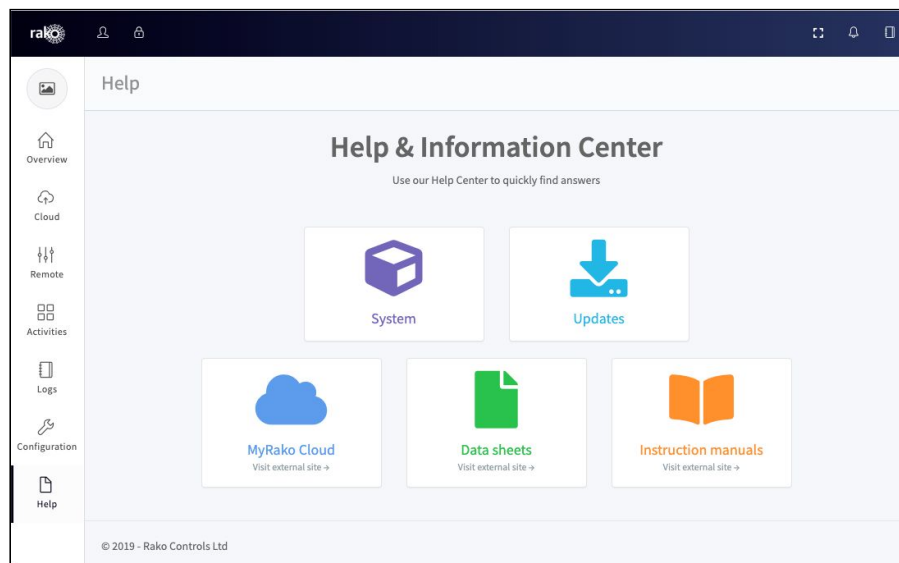 rako
Help
Overview
Cloud
Remote
Activities
Logs
Configuration
Help
Help & Information Center
Use our Help Center to quickly find answers
System
Updates
MyRako Cloud
Visit external site →
Data sheets
Visit external site →
Instruction manuals
Visit external site →
© 2019 - Rako Controls Ltd